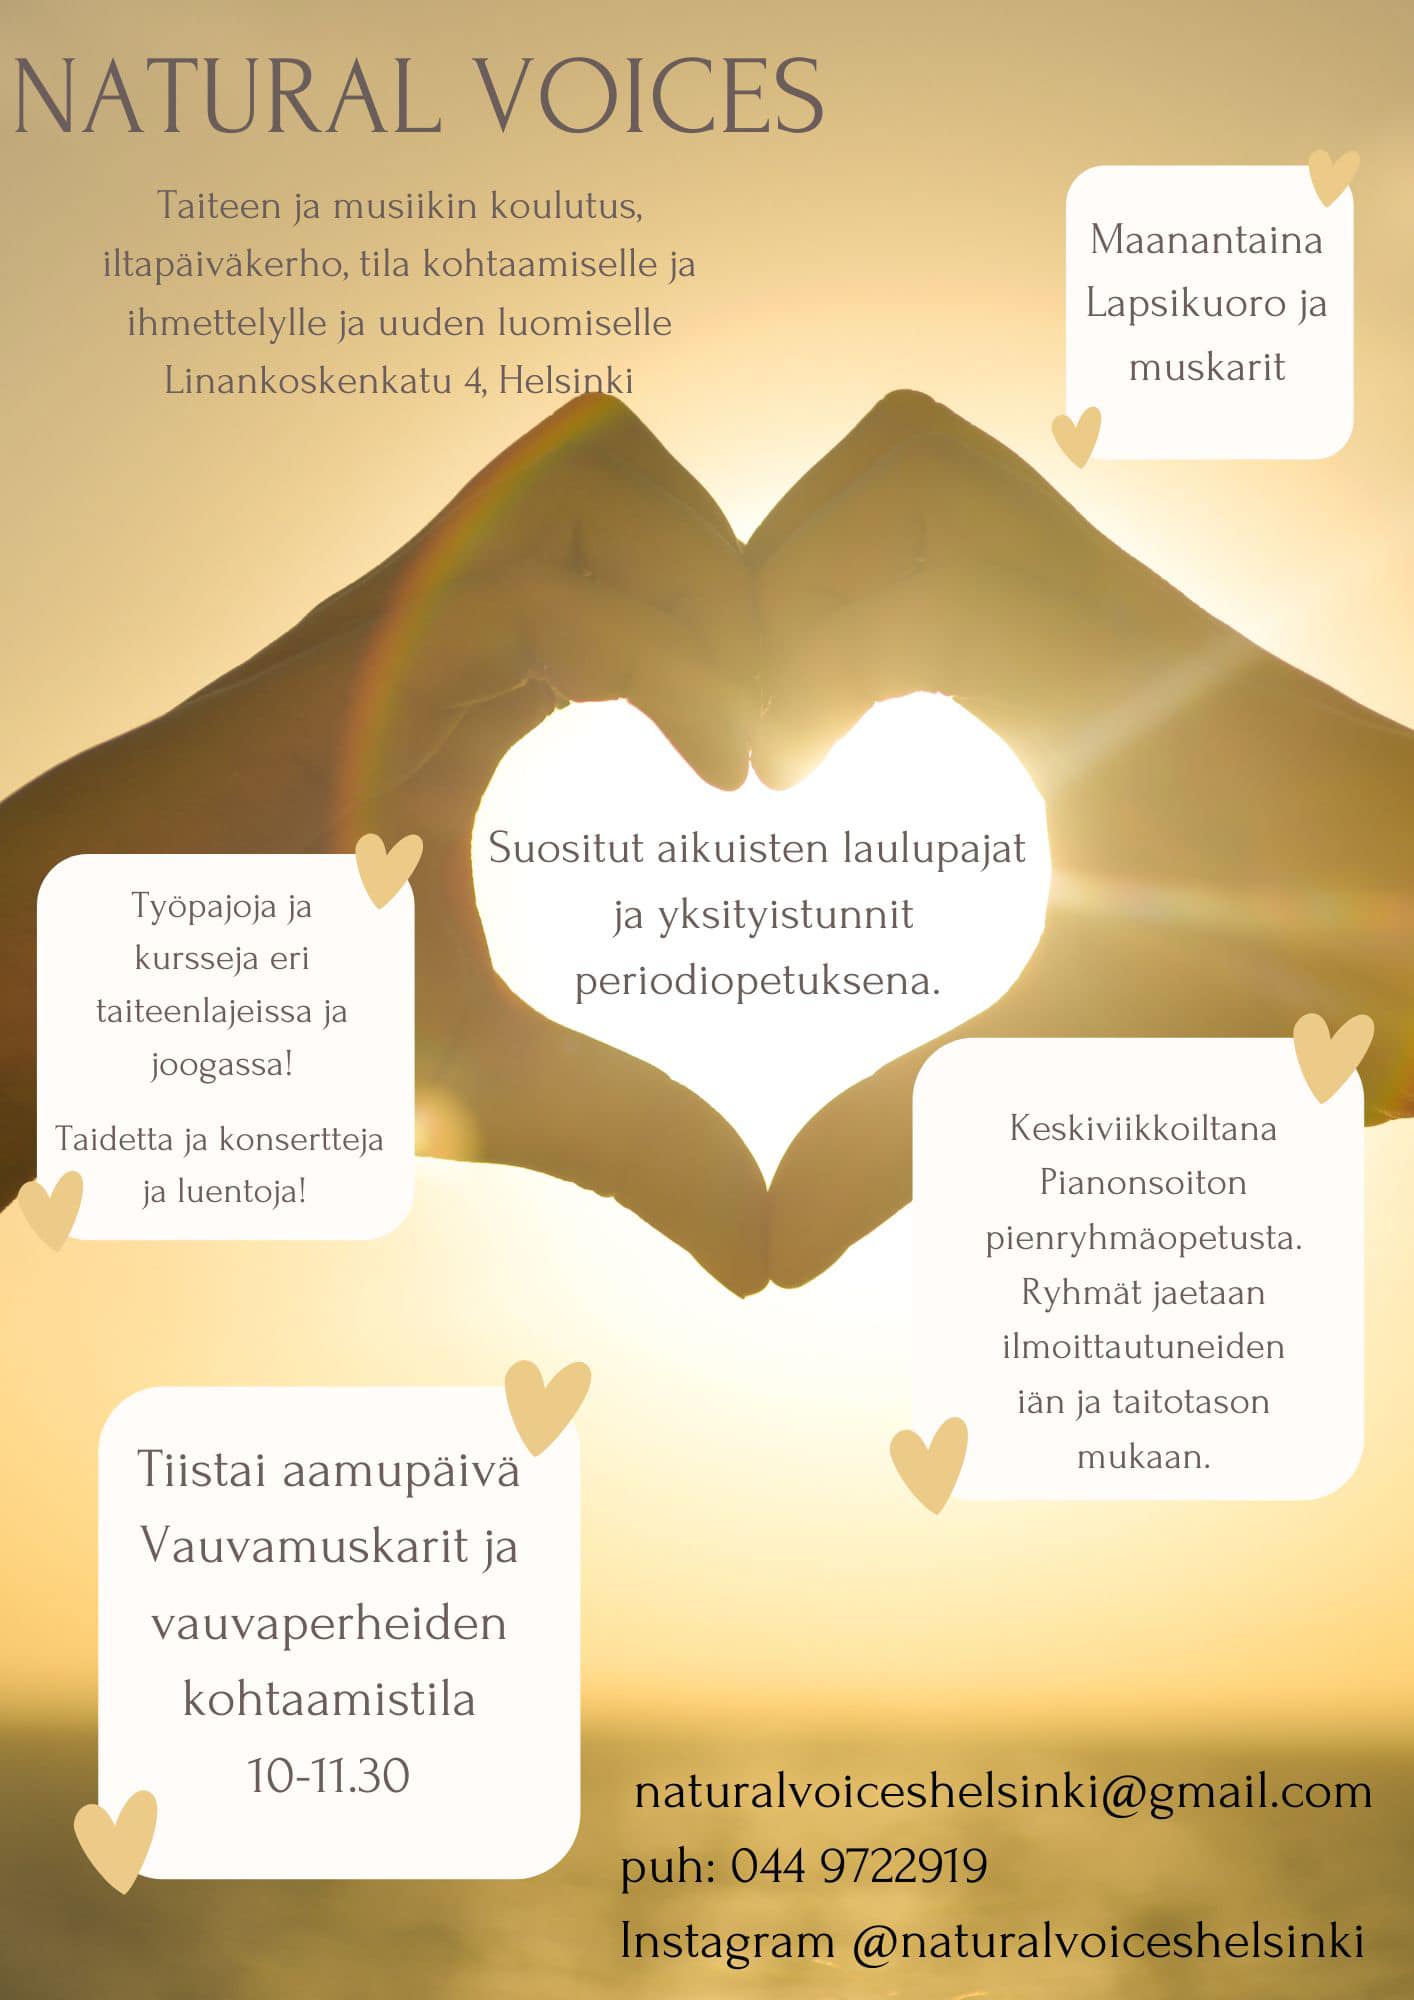 NATURAL VOICES
Taiteen ja musiikin koulutus,
iltapäiväkerho, tila kohtaamiselle ja
ihmettelylle ja uuden luomiselle
Linankoskenkatu 4, Helsinki
Maanantaina
Lapsikuoro ja
muskarit
Suositut aikuisten laulupajat
ja yksityistunnit
periodiopetuksena.
Työpajoja ja
kursseja eri
taiteenlajeissa ja
joogassa!
Taidetta ja konsertteja
ja luentoja!
Keskiviikkoiltana
Pianonsoiton
pienryhmäopetusta.
Ryhmät jaetaan
ilmoittautuneiden
iän ja taitotason
mukaan.
Tiistai aamupäivä
Vauvamuskarit ja
vauvaperheiden
kohtaamistila
10-11.30
naturalvoiceshelsinki@gmail.com
puh: 044 9722919
Instagram @naturalvoiceshelsinki